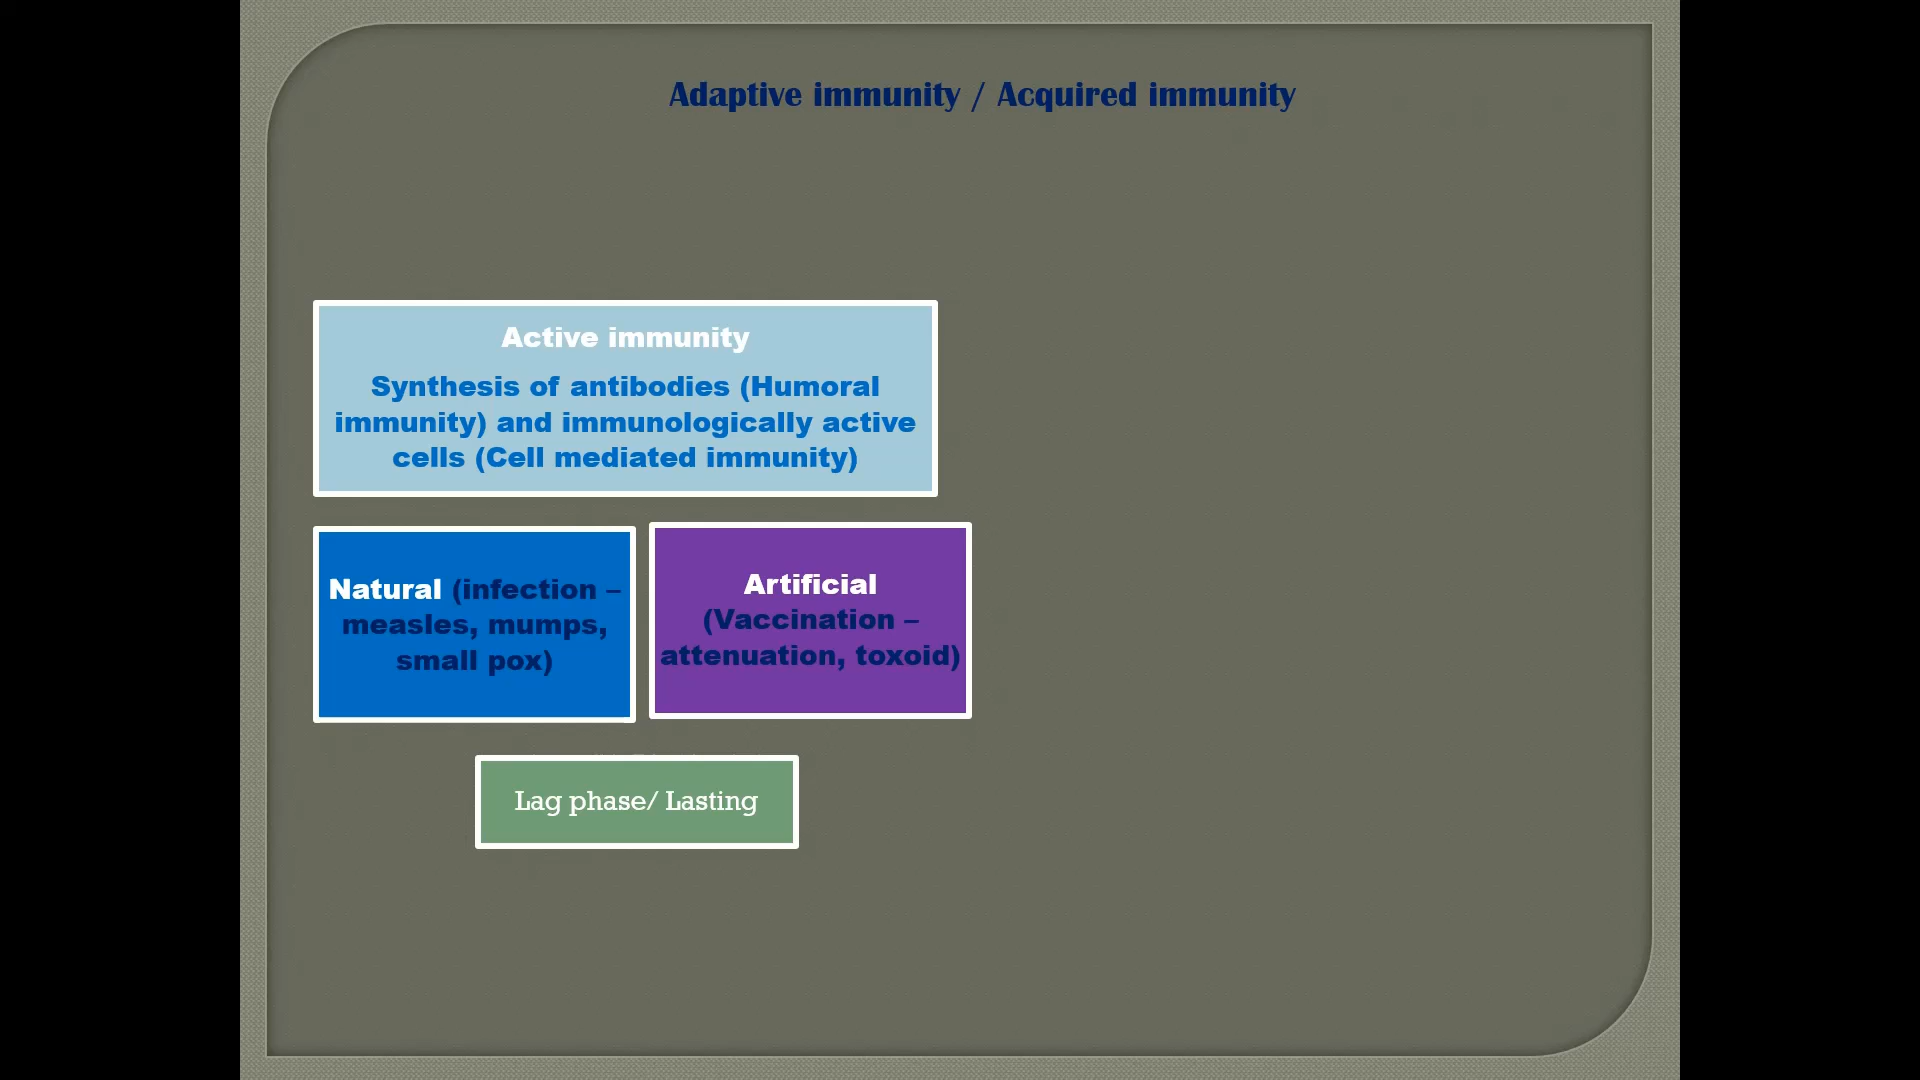 Adaptive immunity / Acquired immunity
Active immunity
Synthesis of antibodies (Humoral
immunity) and immunologically active
cells (Cell mediated immunity)
Natural (infection –
measles, mumps,
small pox)
Artificial
(Vaccination –
attenuation, toxoid)
Lag phase/ Lasting